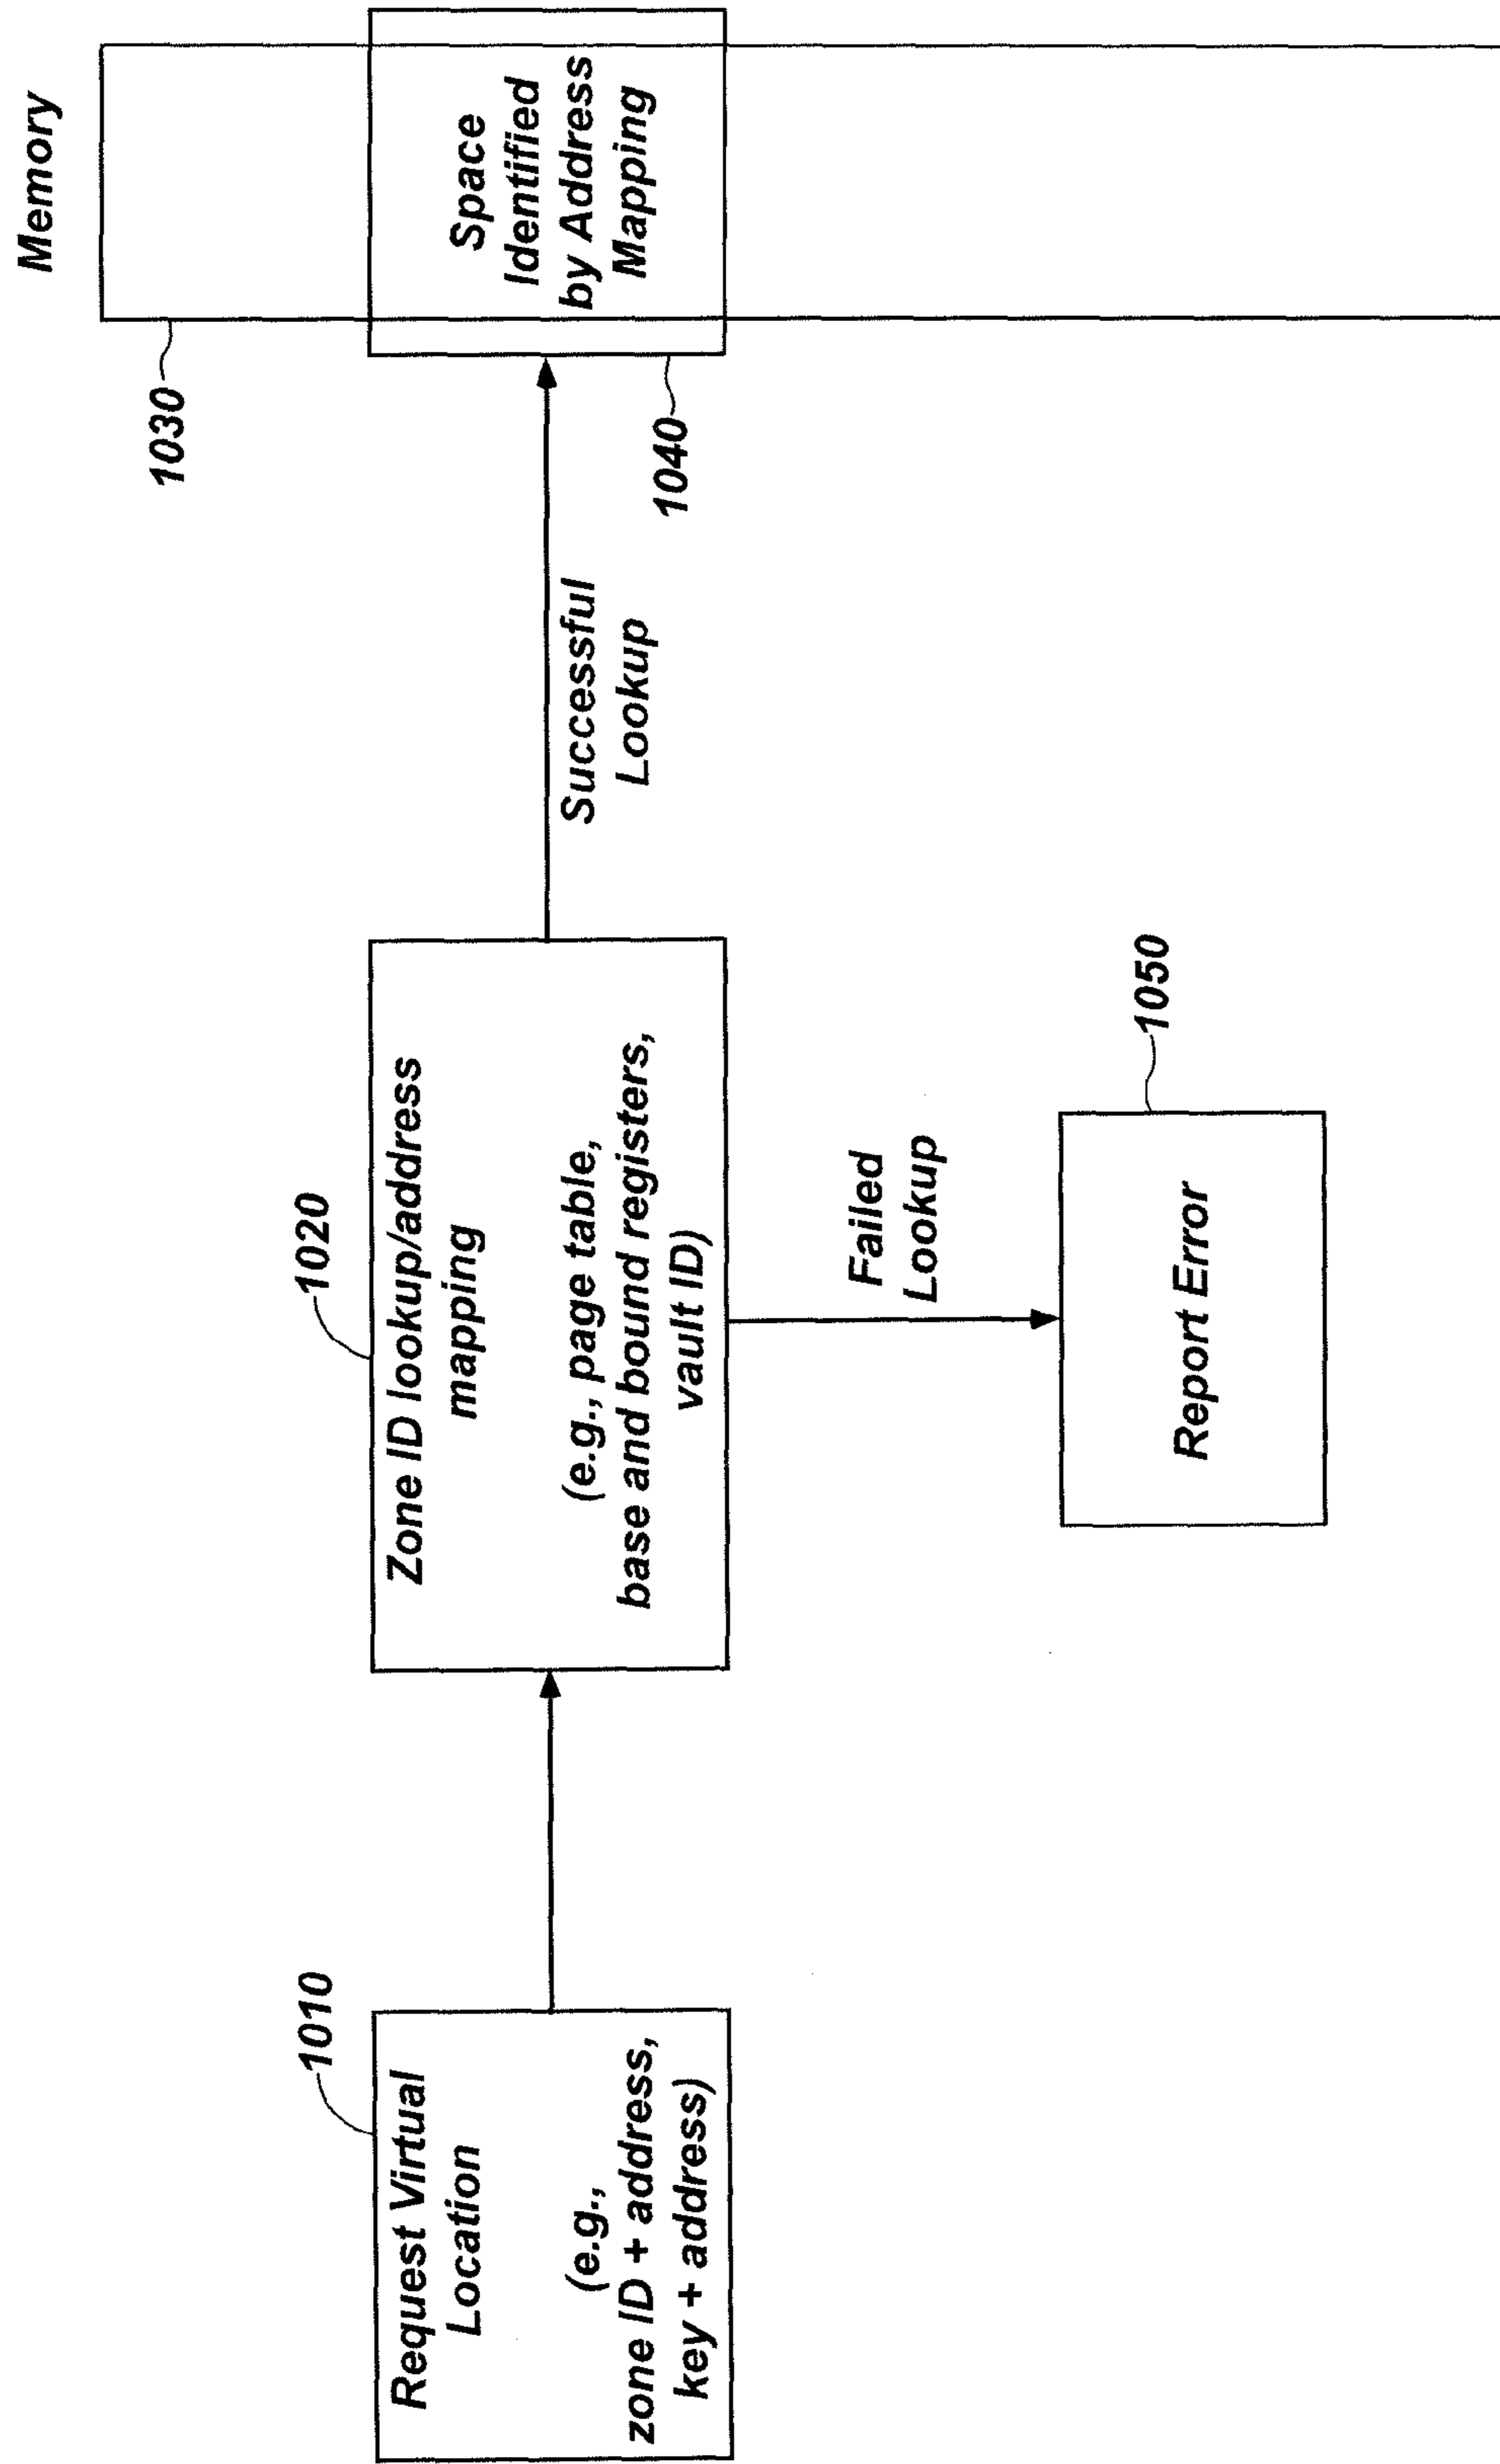 1010
Request Virtual
Location
(e.g.,
zone ID + address,
key + address)
1020
Zone ID lookup/address
mapping
(e.g., page table,
base and bound registers,
vault ID)
Successful
Lookup
Failed
Lookup
1050
Report Error
Memory
1030
Space
Identified
by Address
Mapping
1040